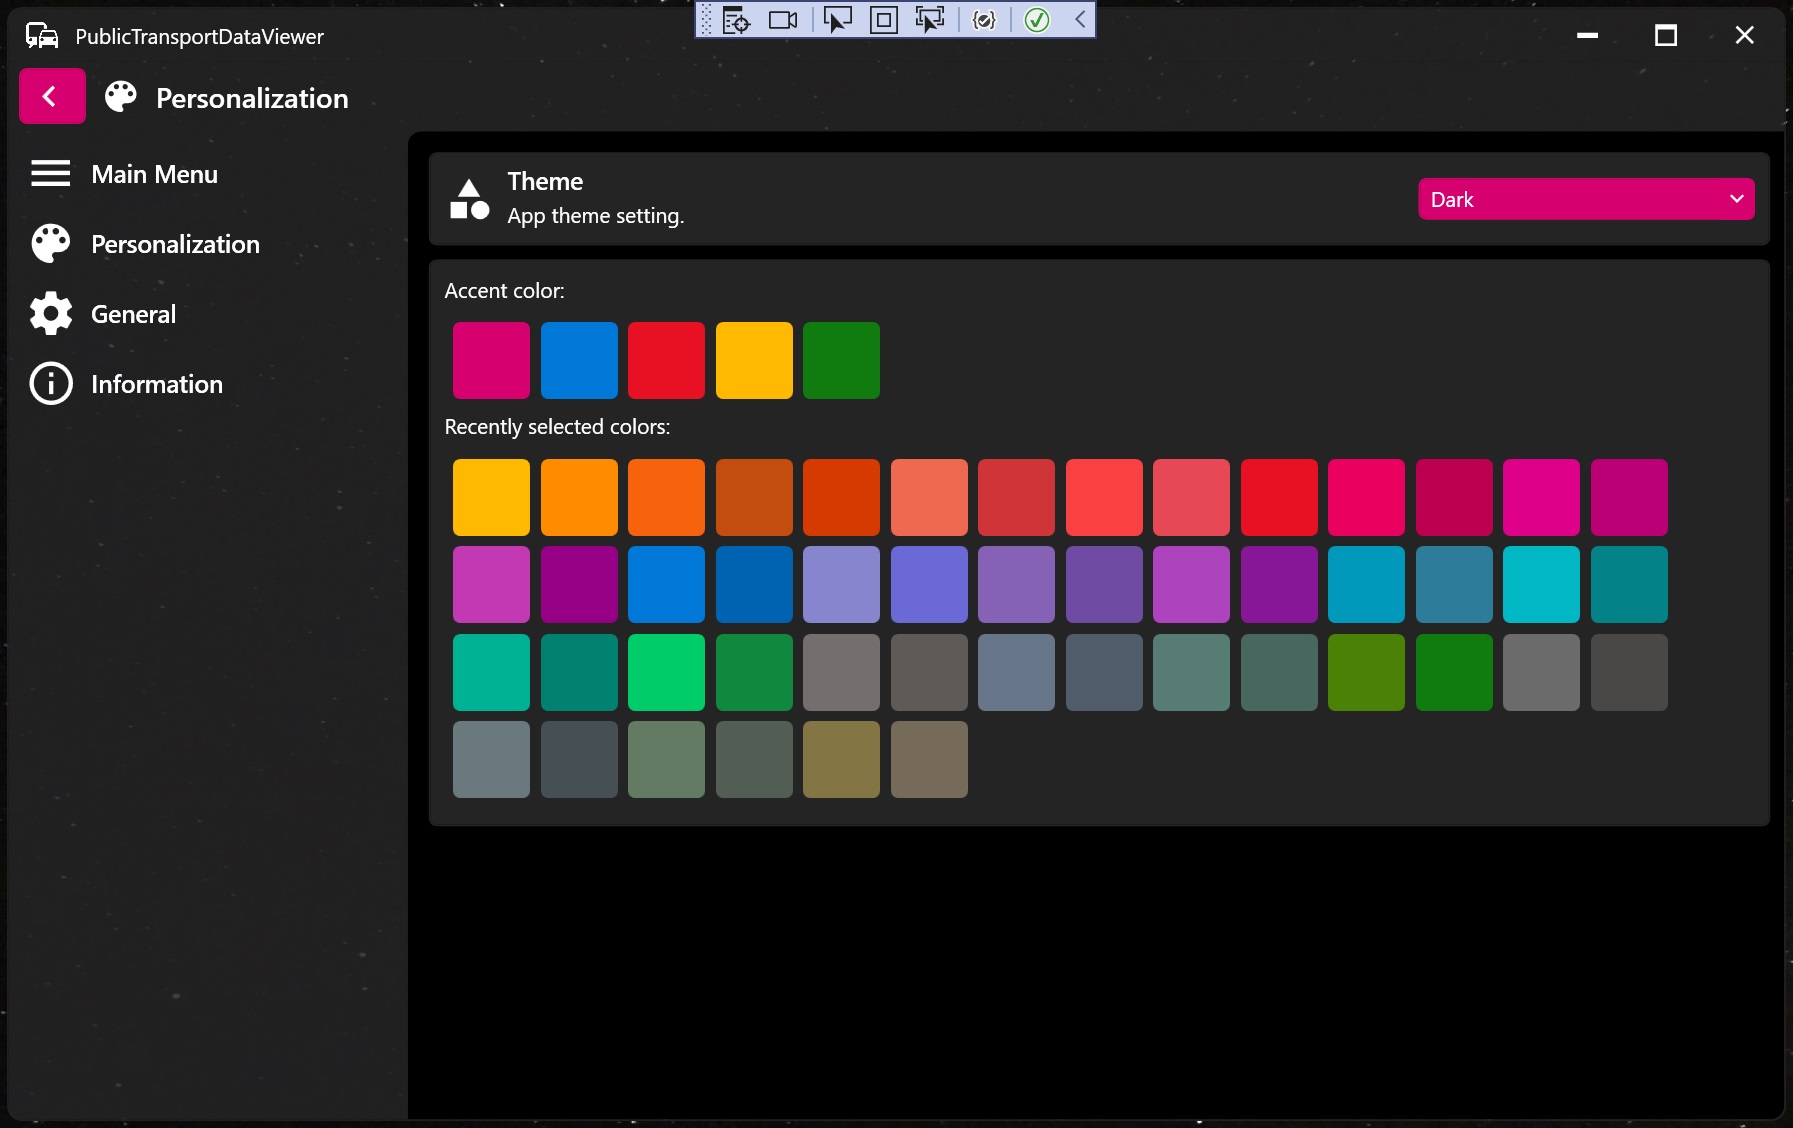 PublicTransportDataViewer
Personalization
Main Menu
Personalization
General
Information
Theme
App theme setting.
Dark
Accent color:
Recently selected colors: